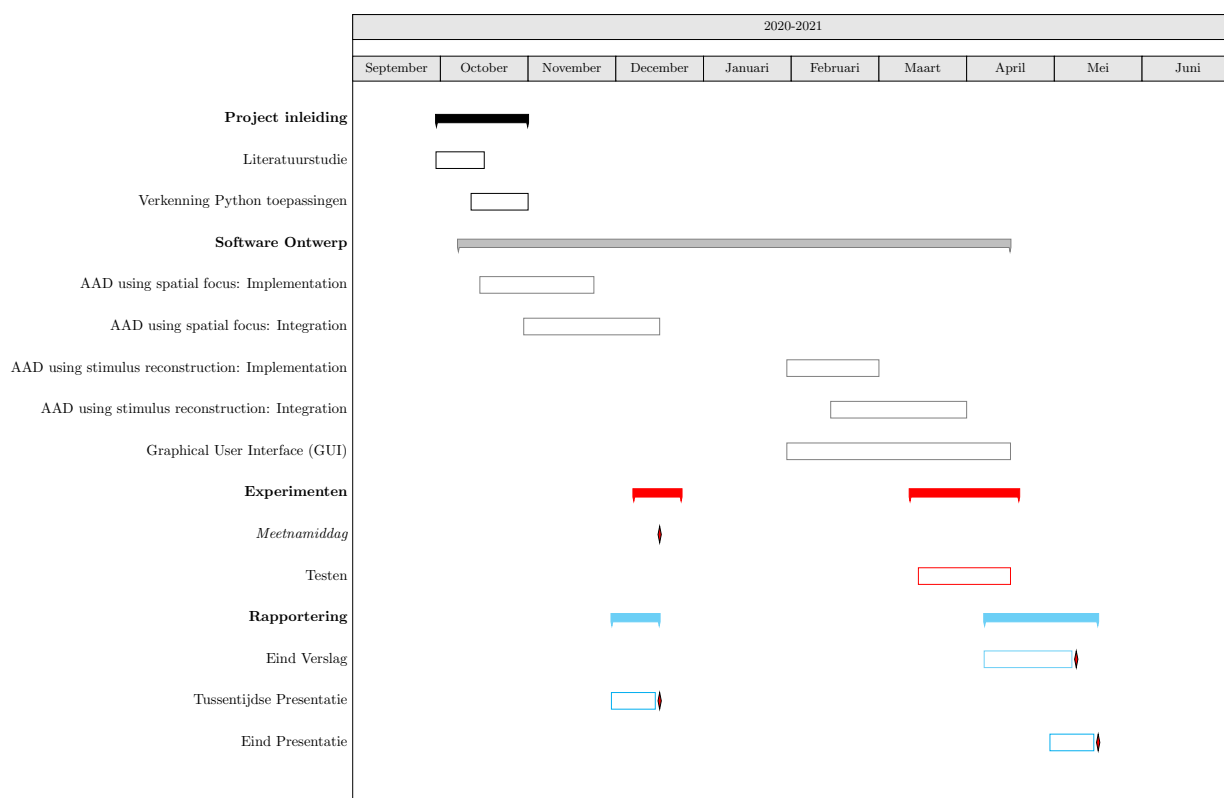 2020-2021
September October November December Januari Februari Maart April Mei Juni
Project inleiding
Literatuurstudie
Verkenning Python toepassingen
Software Ontwerp
AAD using spatial focus: Implementation
AAD using spatial focus: Integration
AAD using stimulus reconstruction: Implementation
AAD using stimulus reconstruction: Integration
Graphical User Interface (GUI)
Experimenten
Meetnamiddag
Testen
Rapportering
Eind Verslag
Tussentijdse Presentatie
Eind Presentatie